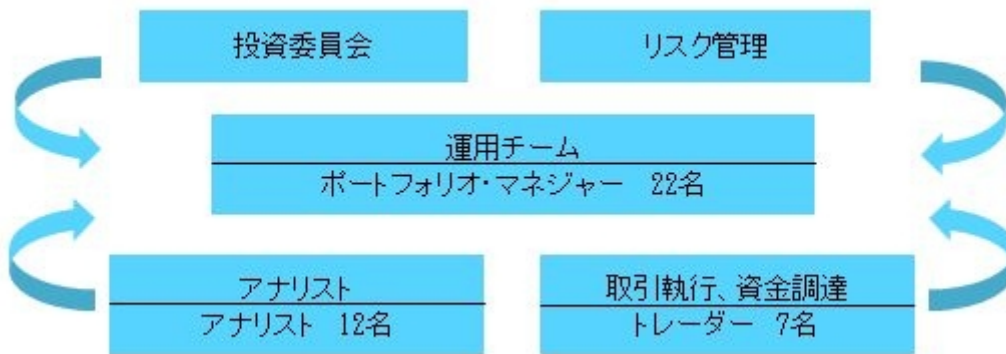 投資委員会
リスク管理
運用チーム
ポートフォリオ・マネジャー 22名
アナリスト
アナリスト 12名
取引執行、資金調達
トレーダー 7名